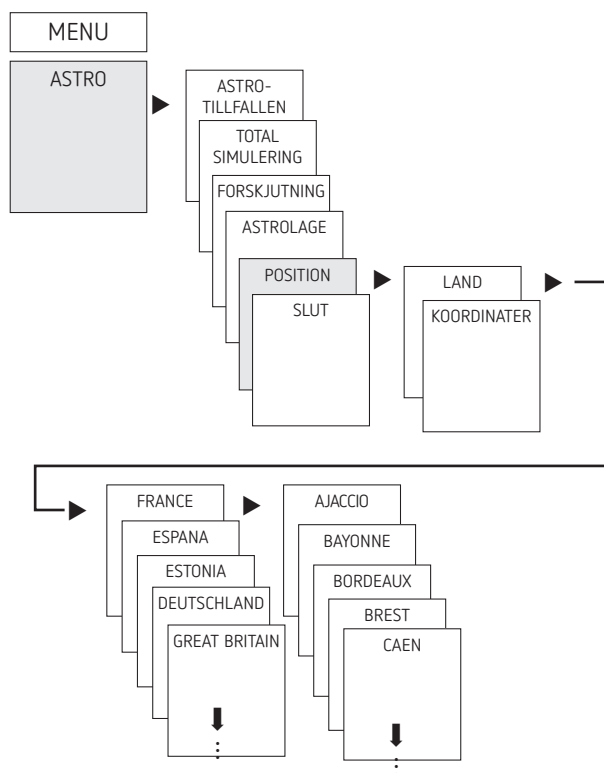 MENU
ASTRO
ASTRO-
TILLFALLEN
TOTAL
SIMULERING
FORSKJUTNING
ASTROLAGE
POSITION
SLUT
LAND
KOORDINATER
FRANCE
ESPANA
ESTONIA
DEUTSCHLAND
GREAT BRITAIN
AJACCIO
BAYONNE
BORDEAUX
BREST
CAEN